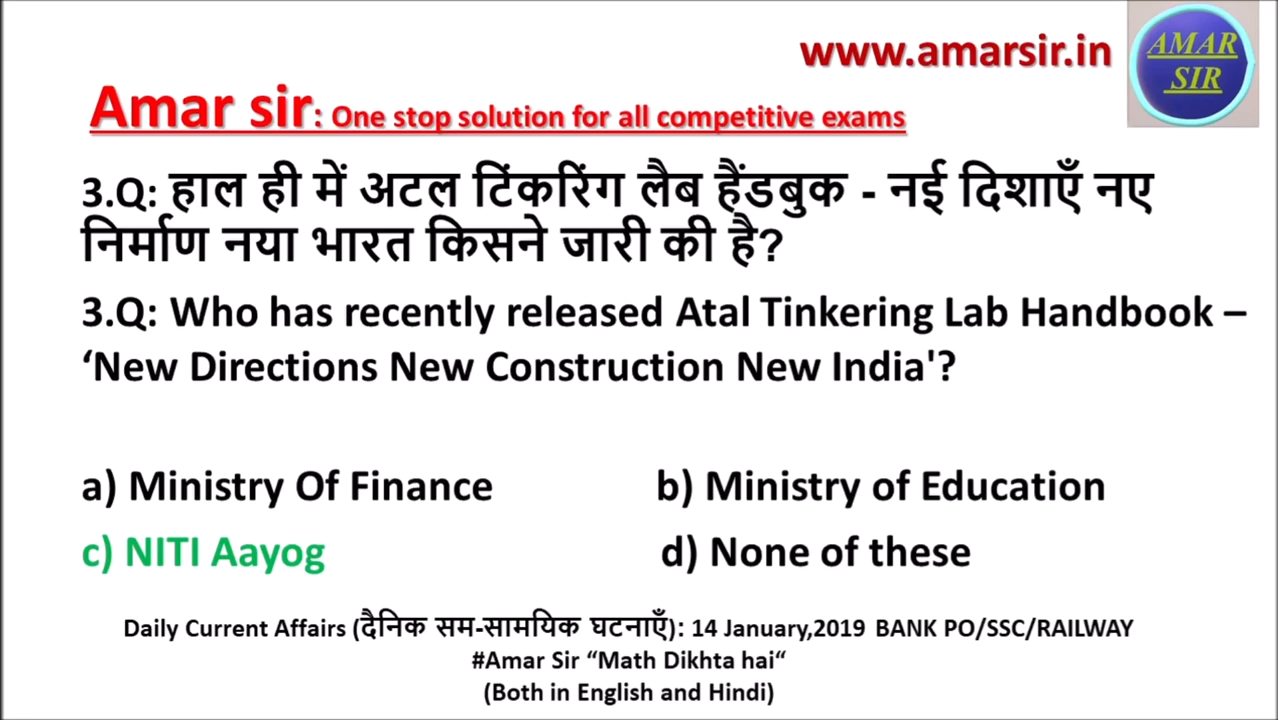 www.amarsir.in
AMAR
SIR
Amar sir: One stop solution for all competitive exams
3.Q: हाल ही में अटल टिंकरिंग लैब हैंडबुक - नई दिशाएँ नए
निर्माण नया भारत किसने जारी की है?
3.Q: Who has recently released Atal Tinkering Lab Handbook –
‘New Directions New Construction New India'?
a) Ministry Of Finance b) Ministry of Education
c) NITI Aayog d) None of these
Daily Current Affairs (दैनिक सम-सामयिक घटनाएँ): 14 January,2019 BANK PO/SSC/RAILWAY
#Amar Sir “Math Dikhta hai“
(Both in English and Hindi)